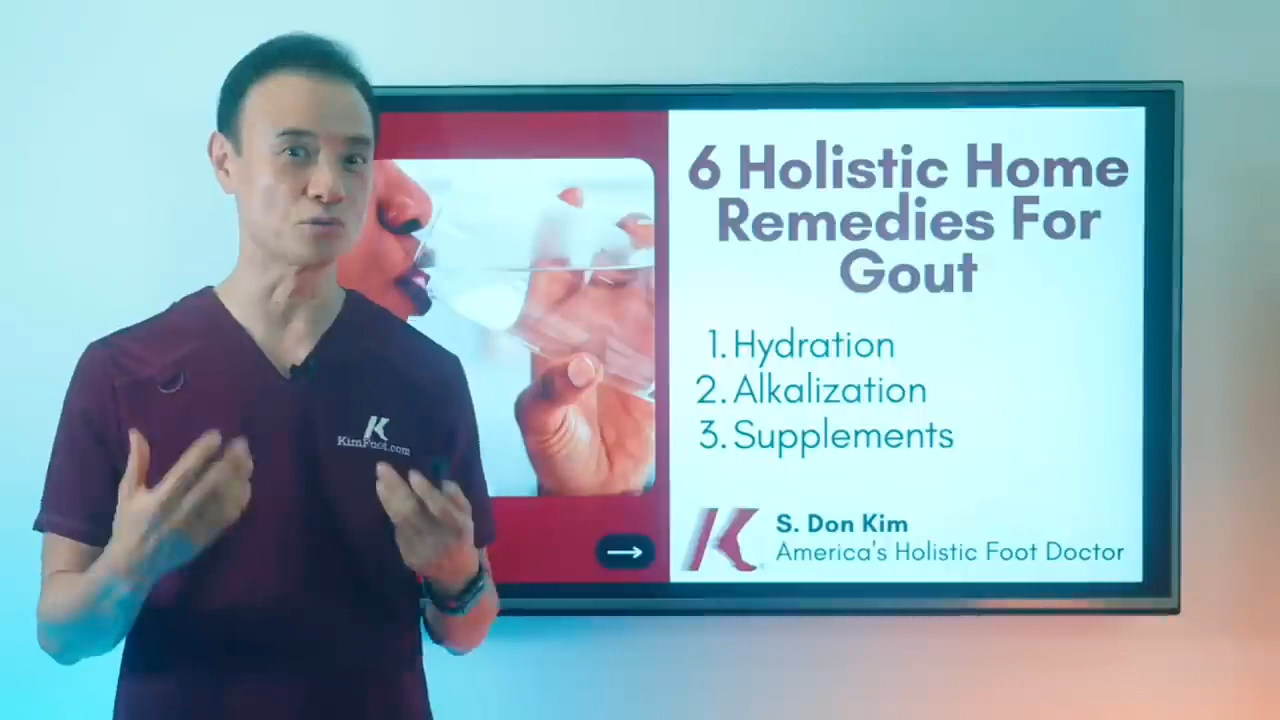 6 Holistic Home
Remedies For
Gout
1. Hydration
2. Alkalization
3. Supplements
K
S. Don Kim
America's Holistic Foot Doctor
K
KimFoot.com